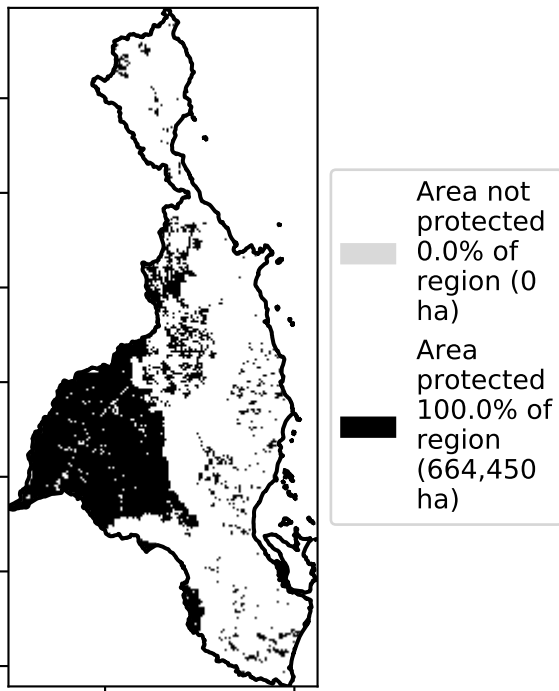 Area not
protected
0.0% of
region (0
ha)
Area
protected
100.0% of
region
(664,450
ha)